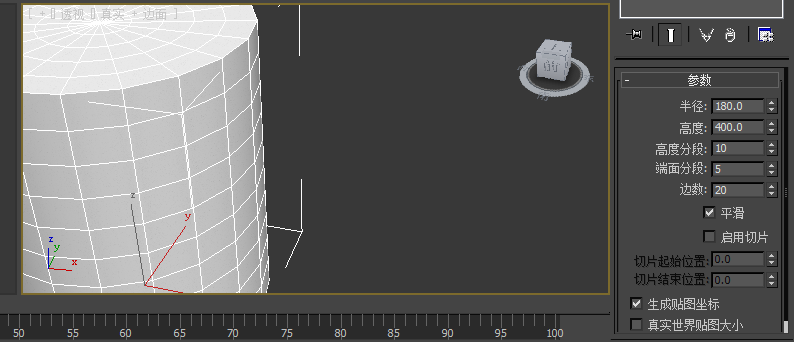 [ + ▯ 透视 ▯ 真实 + 边面 ]
前
z
y
z
y
x
50 55 60 65 70 75 80 85 90 95 100
- 参数
半径: 180.0
高度: 400.0
高度分段: 10
端面分段: 5
边数: 20
平滑
启用切片
切片起始位置: 0.0
切片结束位置: 0.0
生成贴图坐标
真实世界贴图大小